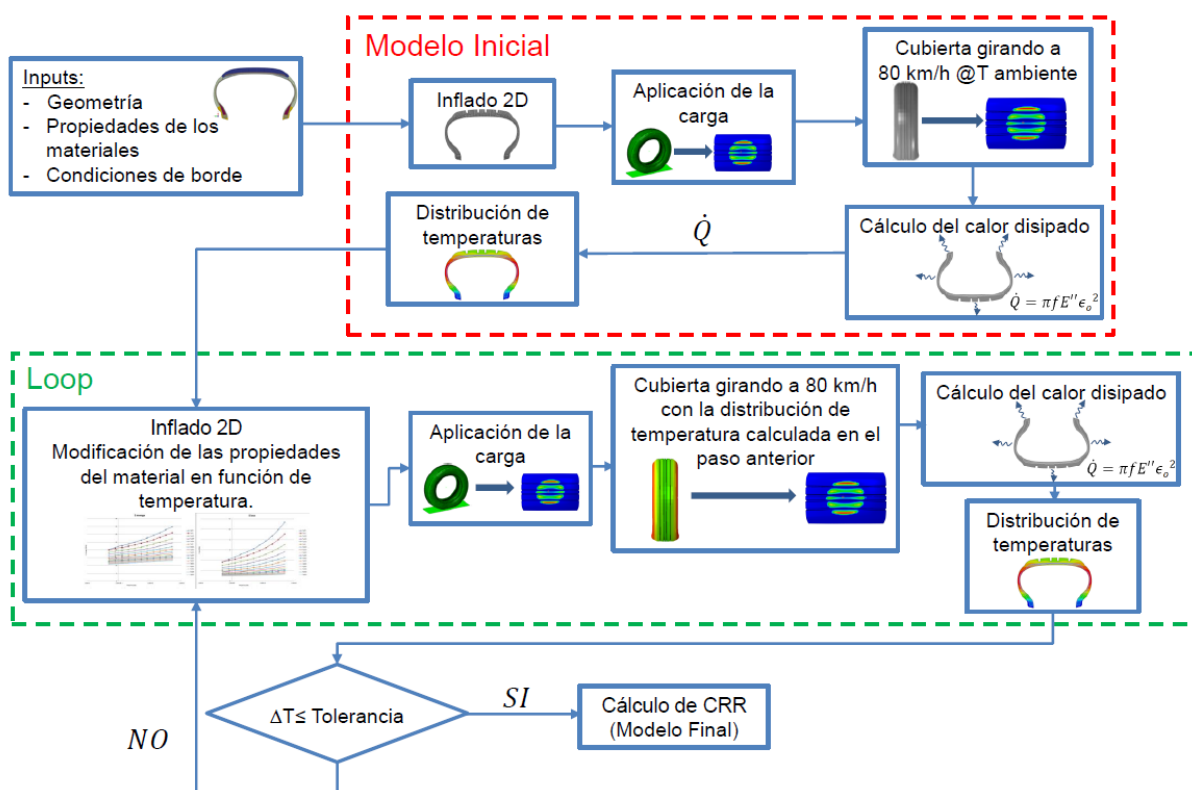 Modelo Inicial
Inputs:
- Geometría
- Propiedades de los
materiales
- Condiciones de borde
Inflado 2D
Aplicación de la
carga
Cubierta girando a
80 km/h @T ambiente
Cálculo del calor disipado
Q̇ = πfE''ϵₒ²
Q̇
Distribución de
temperaturas
Loop
Inflado 2D
Modificación de las propiedades
del material en función de
temperatura.
Aplicación de la
carga
Cubierta girando a 80 km/h
con la distribución de
temperatura calculada en el
paso anterior
Cálculo del calor disipado
Q̇ = πfE''ϵₒ²
Distribución de
temperaturas
ΔT≤ Tolerancia
SI
NO
Cálculo de CRR
(Modelo Final)